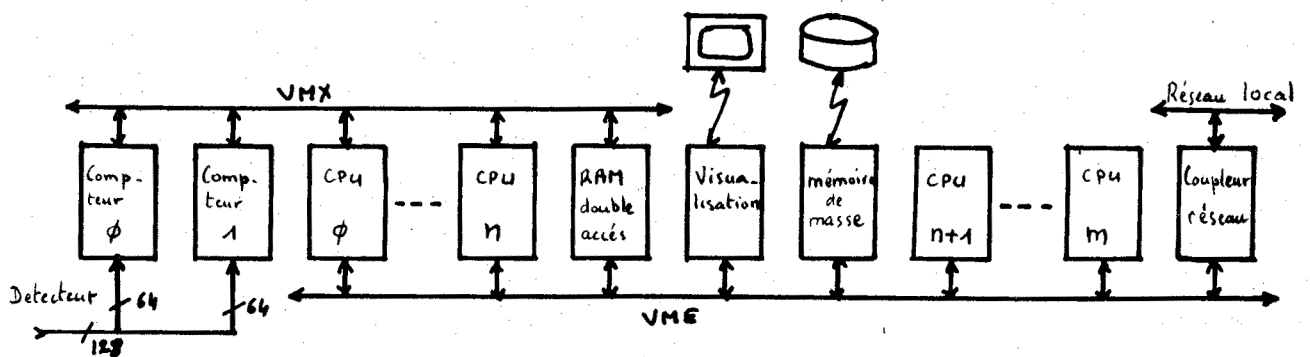 VMX
Réseau local
Comp-
teur
ϕ
Comp-
teur
1
CPU
ϕ
CPU
n
RAM
double
accés
Visua-
lisation
mémoire
de
masse
CPU
n+1
CPU
m
Coupleur
réseau
Detecteur
64
64
128
VME